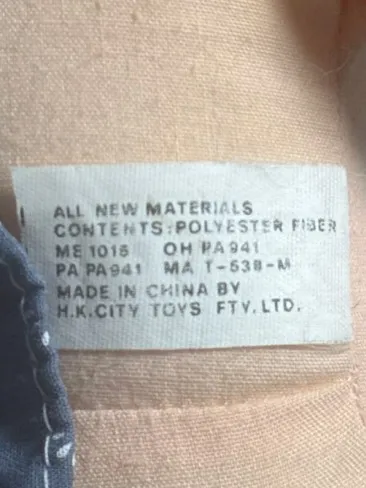 ALL NEW MATERIALS
CONTENTS:POLYESTER FIBER
ME 1015 OH PA941
PA PA941 MA T-538-M
MADE IN CHINA BY
H.K.CITY TOYS FTY.LTD.